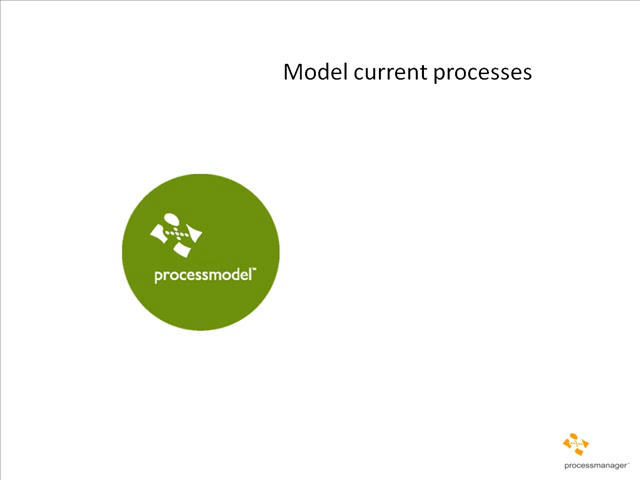 Model current processes
processmodel™
processmanager™